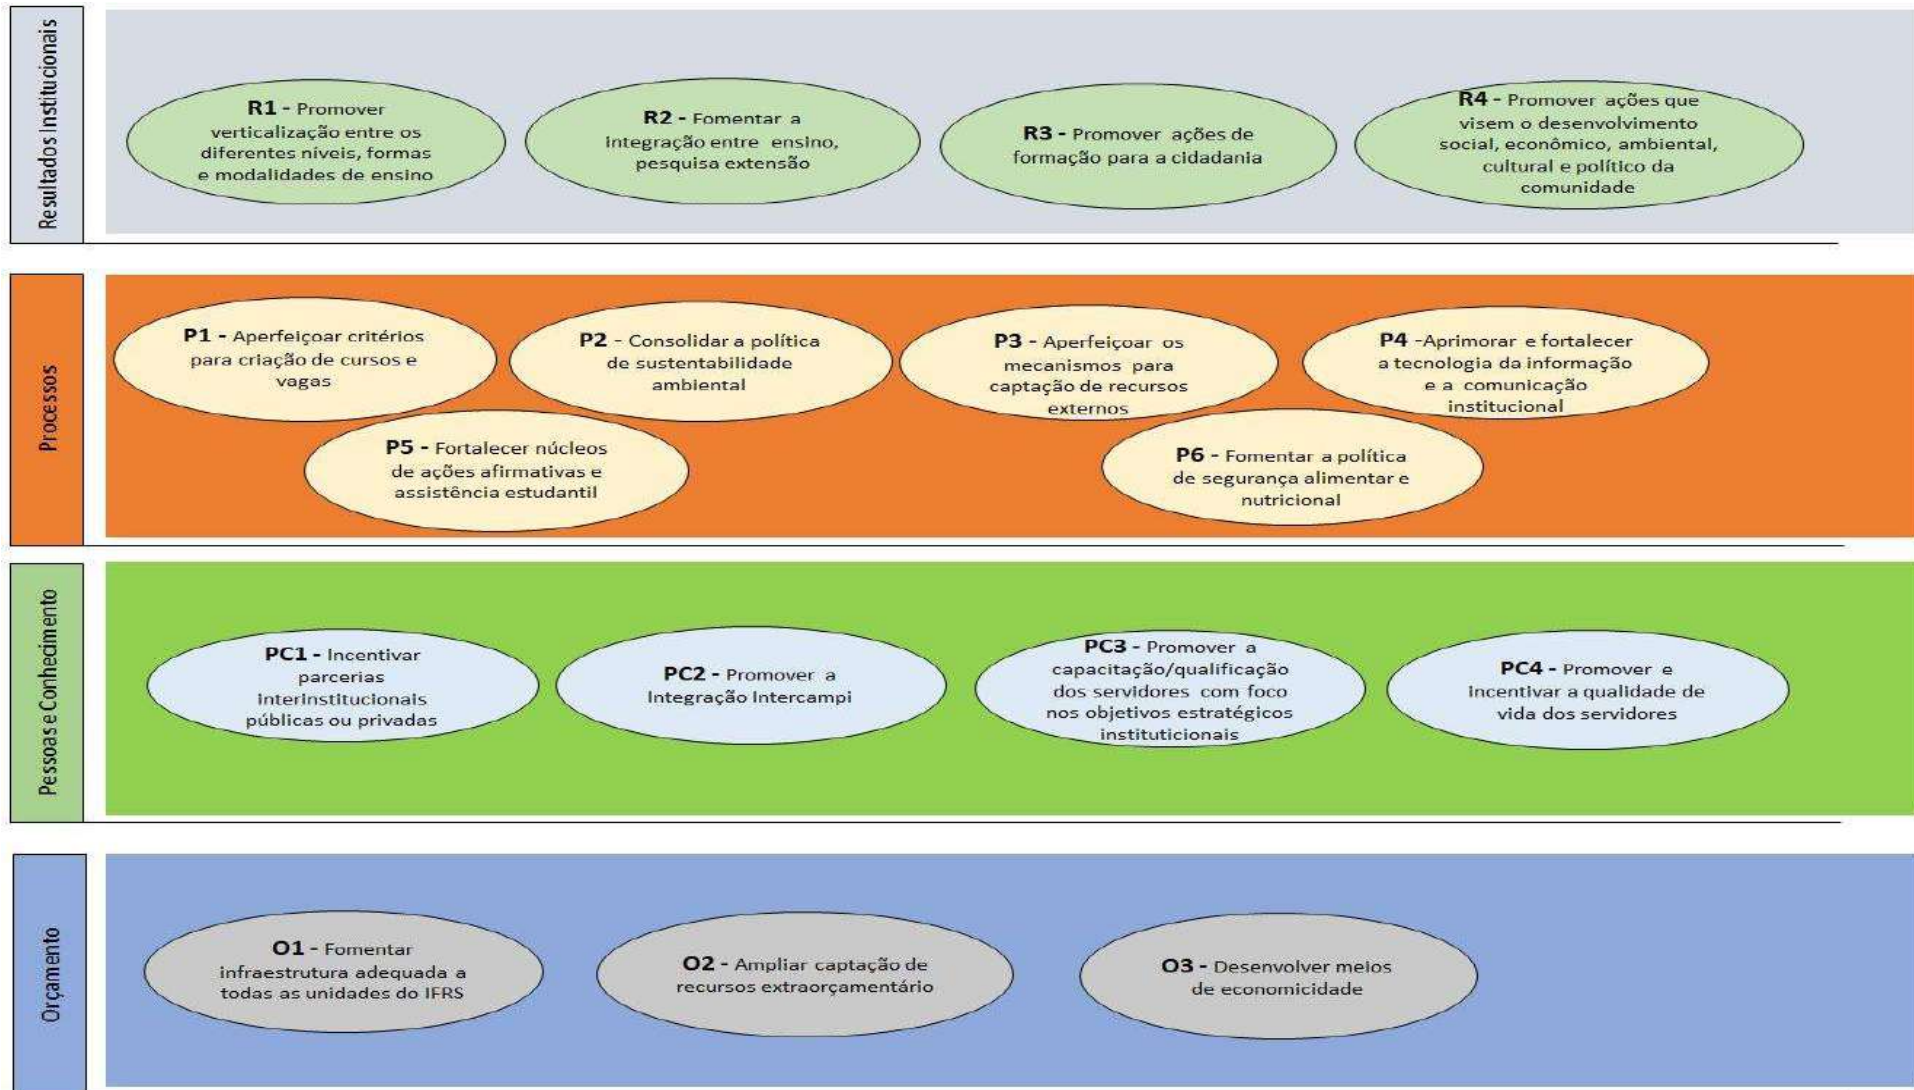 Resultados Institucionais
R1 - Promover
verticalização entre os
diferentes níveis, formas
e modalidades de ensino
R2 - Fomentar a
integração entre ensino,
pesquisa extensão
R3 - Promover ações de
formação para a cidadania
R4 - Promover ações que
visem o desenvolvimento
social, econômico, ambiental,
cultural e político da
comunidade
Processos
P1 - Aperfeiçoar critérios
para criação de cursos e
vagas
P2 - Consolidar a política
de sustentabilidade
ambiental
P3 - Aperfeiçoar os
mecanismos para
captação de recursos
externos
P4 -Aprimorar e fortalecer
a tecnologia da informação
e a comunicação
institucional
P5 - Fortalecer núcleos
de ações afirmativas e
assistência estudantil
P6 - Fomentar a política
de segurança alimentar e
nutricional
Pessoas e Conhecimento
PC1 - Incentivar
parcerias
interinstitucionais
públicas ou privadas
PC2 - Promover a
Integração Intercampi
PC3 - Promover a
capacitação/qualificação
dos servidores com foco
nos objetivos estratégicos
instituticionais
PC4 - Promover e
incentivar a qualidade de
vida dos servidores
Orçamento
O1 - Fomentar
infraestrutura adequada a
todas as unidades do IFRS
O2 - Ampliar captação de
recursos extraorçamentário
O3 - Desenvolver meios
de economicidade